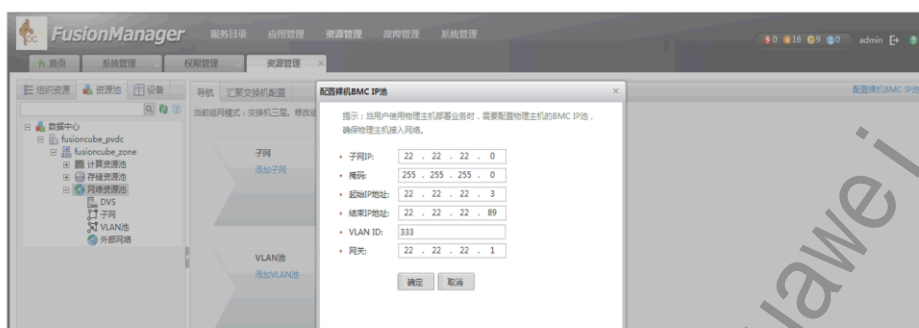 FusionManager 服务目录 应用管理 资源管理 故障管理 系统管理 0 16 9 0 admin
首页 系统管理 权限管理 资源管理 ×
组织资源 资源池 设备 导航 汇聚交换机配置 配置裸机BMC IP池 × 配置裸机BMC IP池
当前组网模式：交换机三层。修改组
提示：当用户使用物理主机部署业务时，需要配置物理主机的BMC IP池，
确保物理主机接入网络。
数据中心
fusioncube_pvdc
fusioncube_zone
计算资源池
存储资源池
网络资源池
DVS
子网
VLAN池
外部网络
子网
添加子网
VLAN池
添加VLAN池
子网IP: 22 . 22 . 22 . 0
掩码: 255 . 255 . 255 . 0
起始IP地址: 22 . 22 . 22 . 3
结束IP地址: 22 . 22 . 22 . 89
VLAN ID: 333
网关: 22 . 22 . 22 . 1
确定 取消